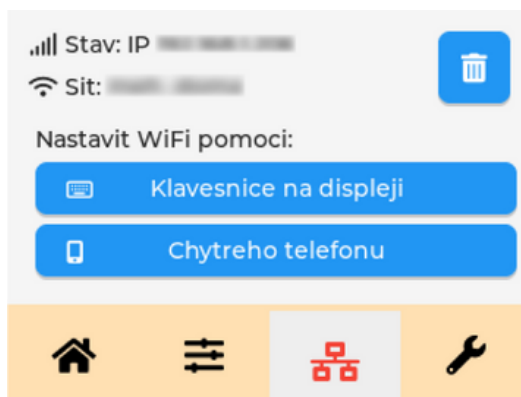 Stav: IP
Sit:
Nastavit WiFi pomoci:
Klavesnice na displeji
Chytreho telefonu